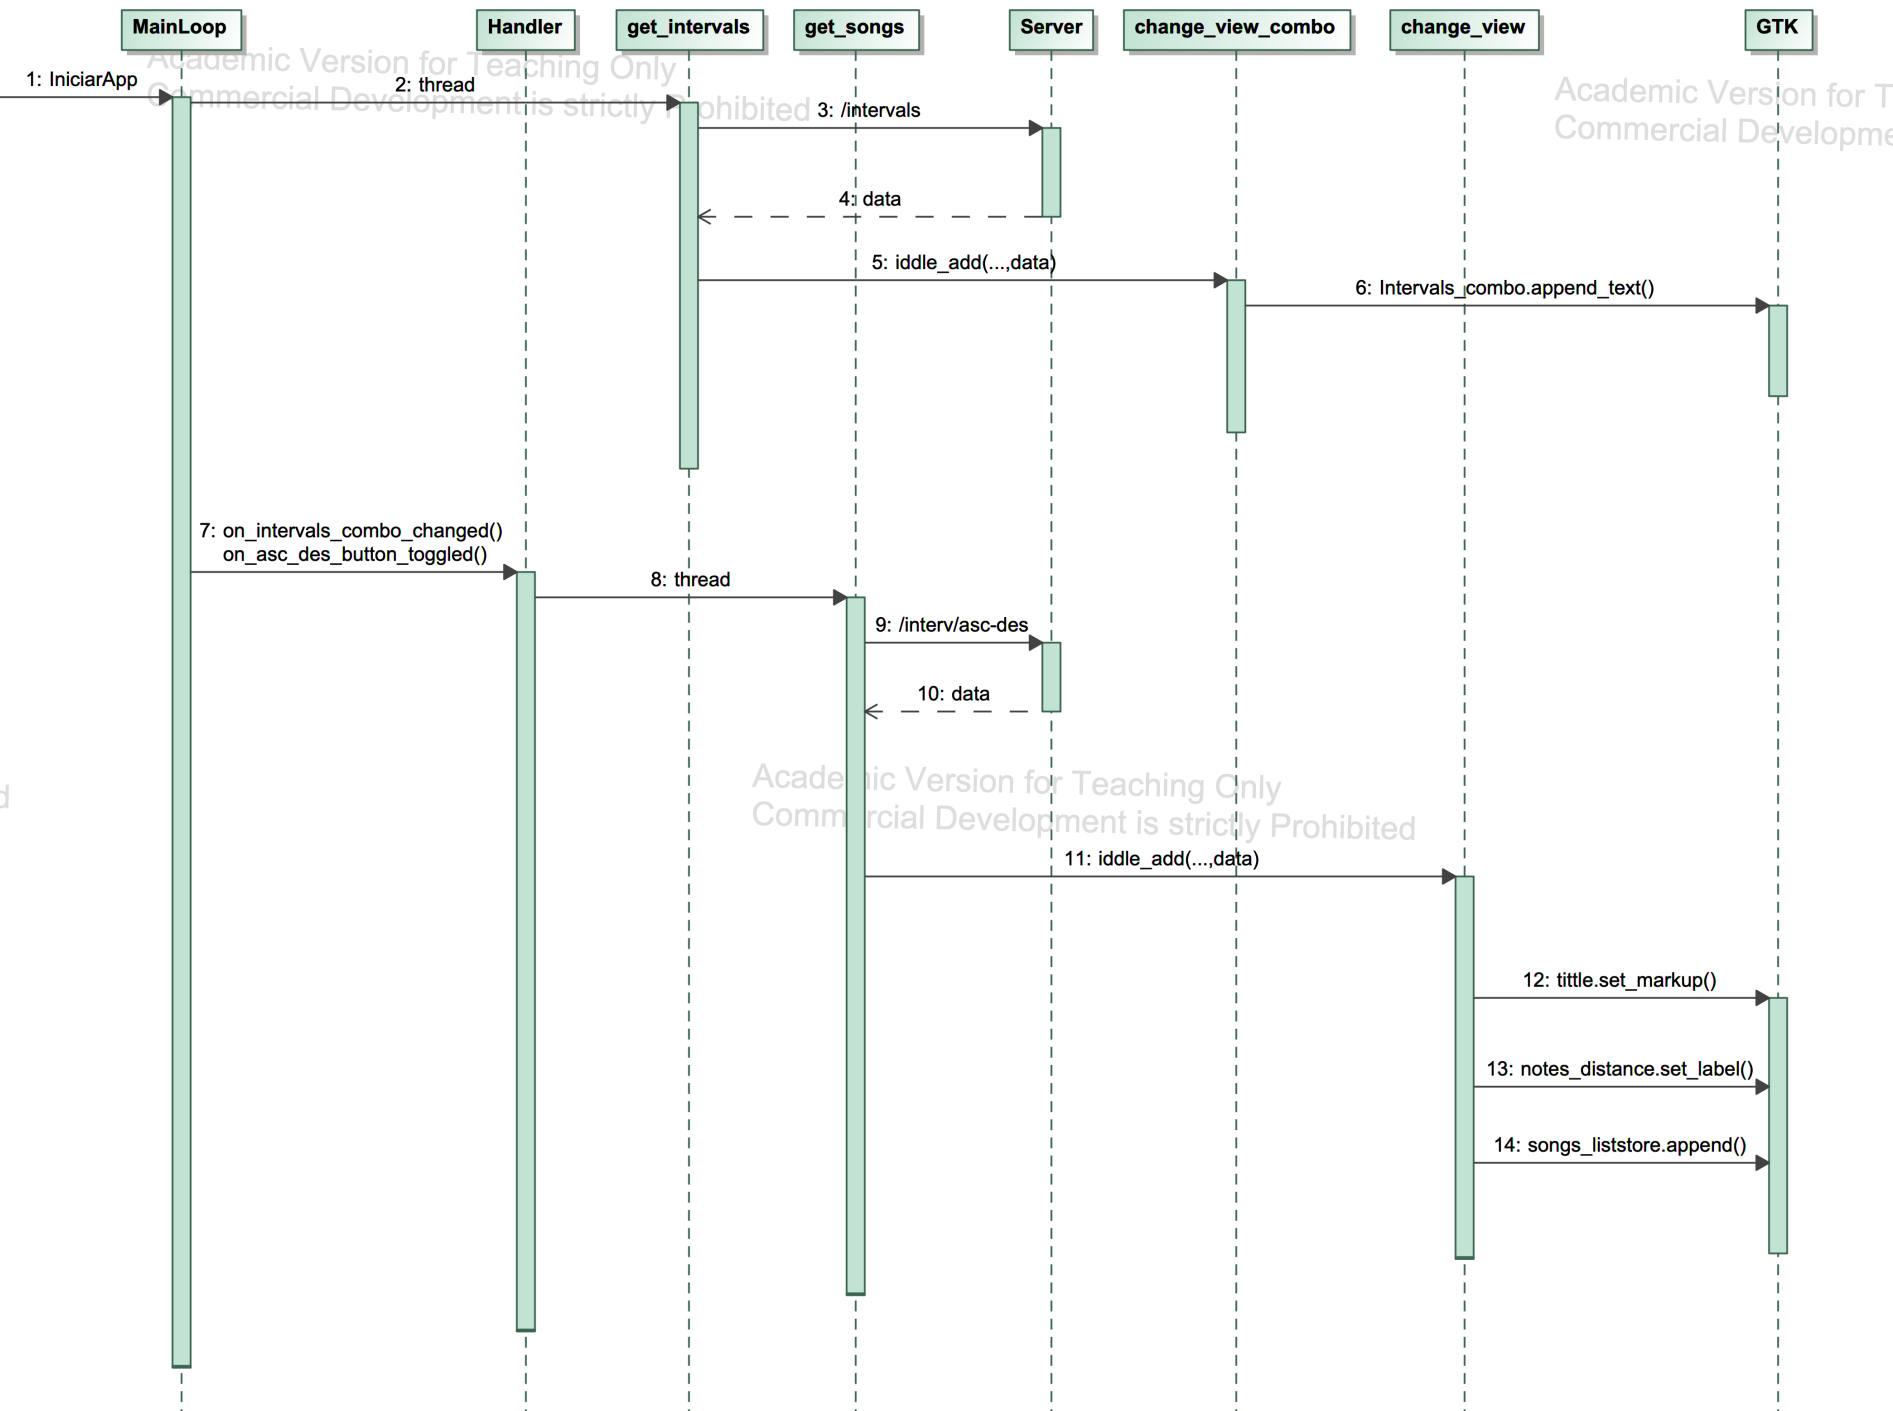 MainLoop
Handler
get_intervals
get_songs
Server
change_view_combo
change_view
GTK
Academic Version for Teaching Only
Commercial Development is strictly Prohibited
Academic Version for T
Commercial Developme
1: IniciarApp
2: thread
3: /intervals
4: data
5: iddle_add(...,data)
6: Intervals_combo.append_text()
7: on_intervals_combo_changed()
on_asc_des_button_toggled()
8: thread
9: /interv/asc-des
10: data
d
Academic Version for Teaching Only
Commercial Development is strictly Prohibited
11: iddle_add(...,data)
12: tittle.set_markup()
13: notes_distance.set_label()
14: songs_liststore.append()